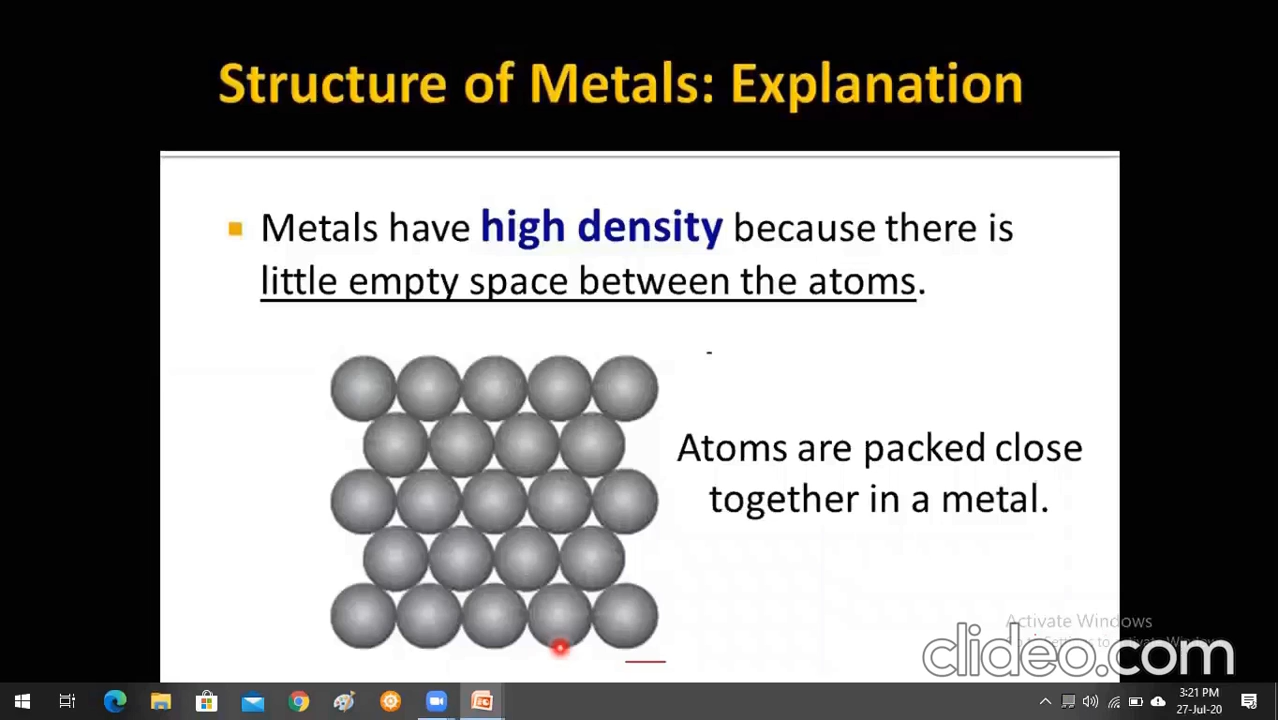 Structure of Metals: Explanation
Metals have high density because there is
little empty space between the atoms.
Atoms are packed close
together in a metal.
Activate Windows
clideo.com
3:21 PM
27-Jul-20